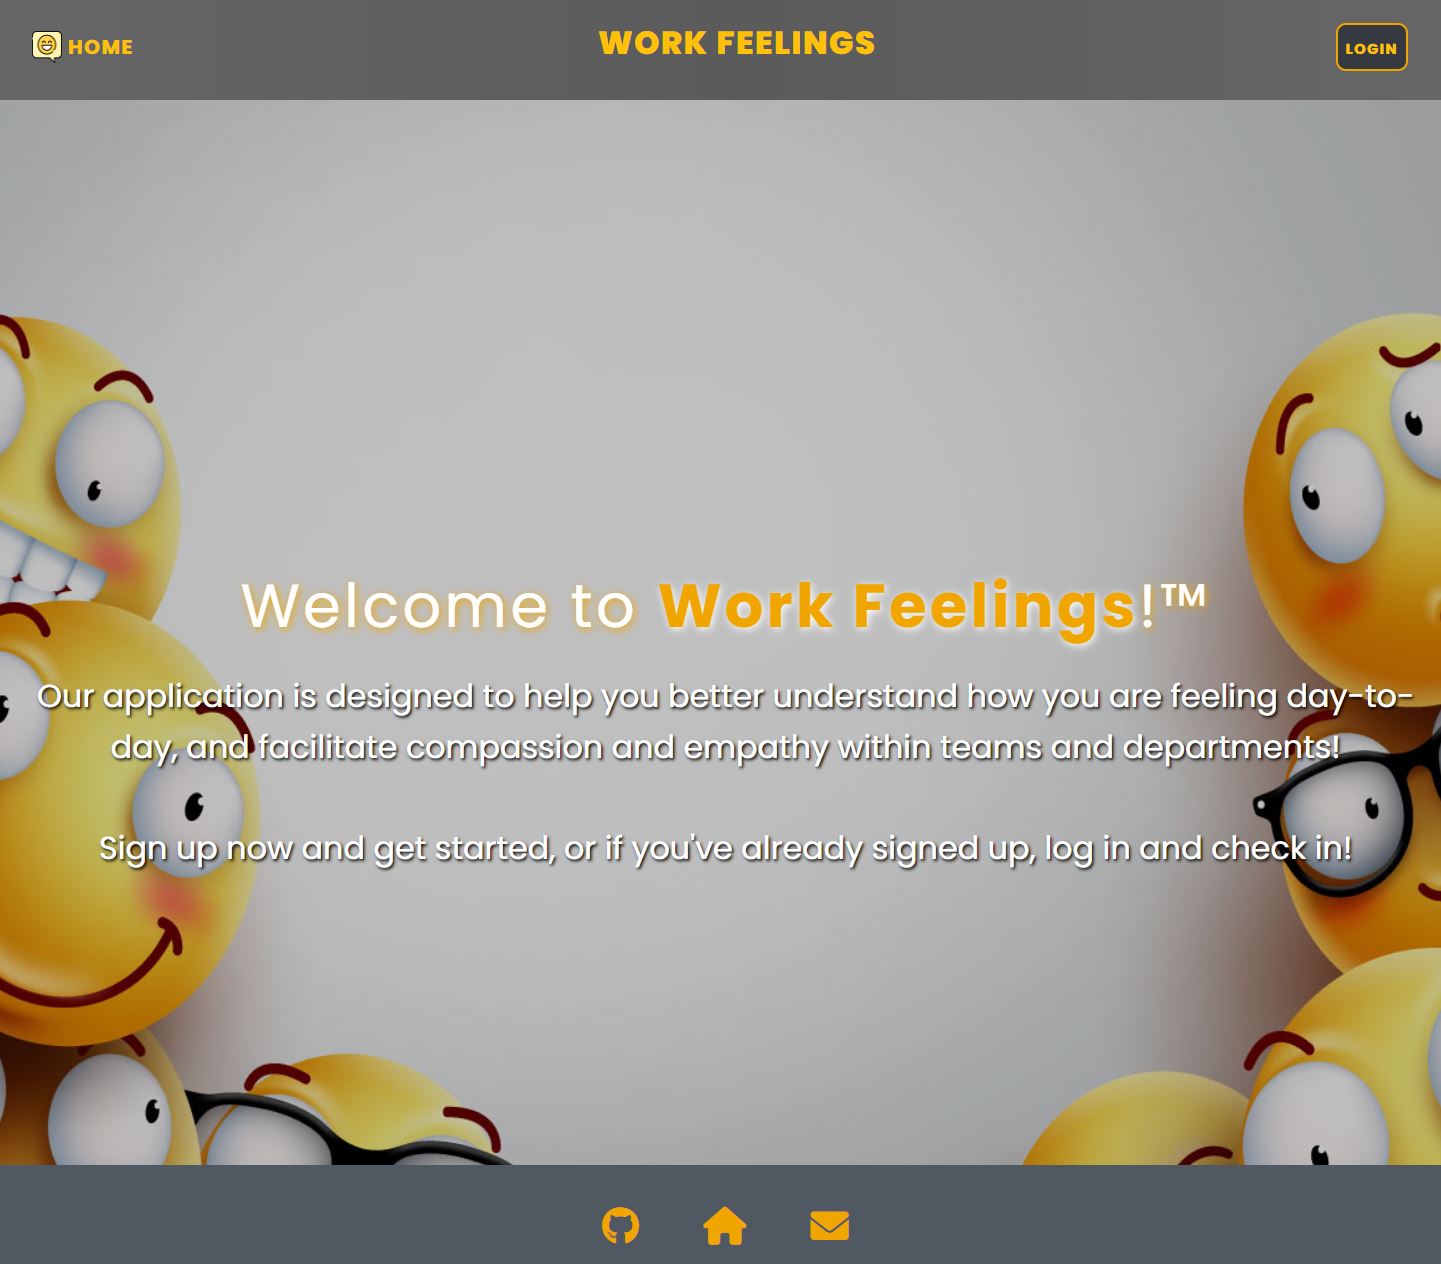 HOME
WORK FEELINGS
LOGIN
Welcome to Work Feelings!™
Our application is designed to help you better understand how you are feeling day-to-
day, and facilitate compassion and empathy within teams and departments!
Sign up now and get started, or if you've already signed up, log in and check in!